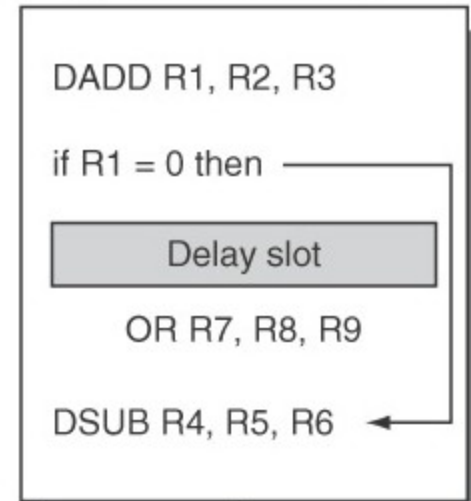 DADD R1, R2, R3
if R1 = 0 then
Delay slot
OR R7, R8, R9
DSUB R4, R5, R6